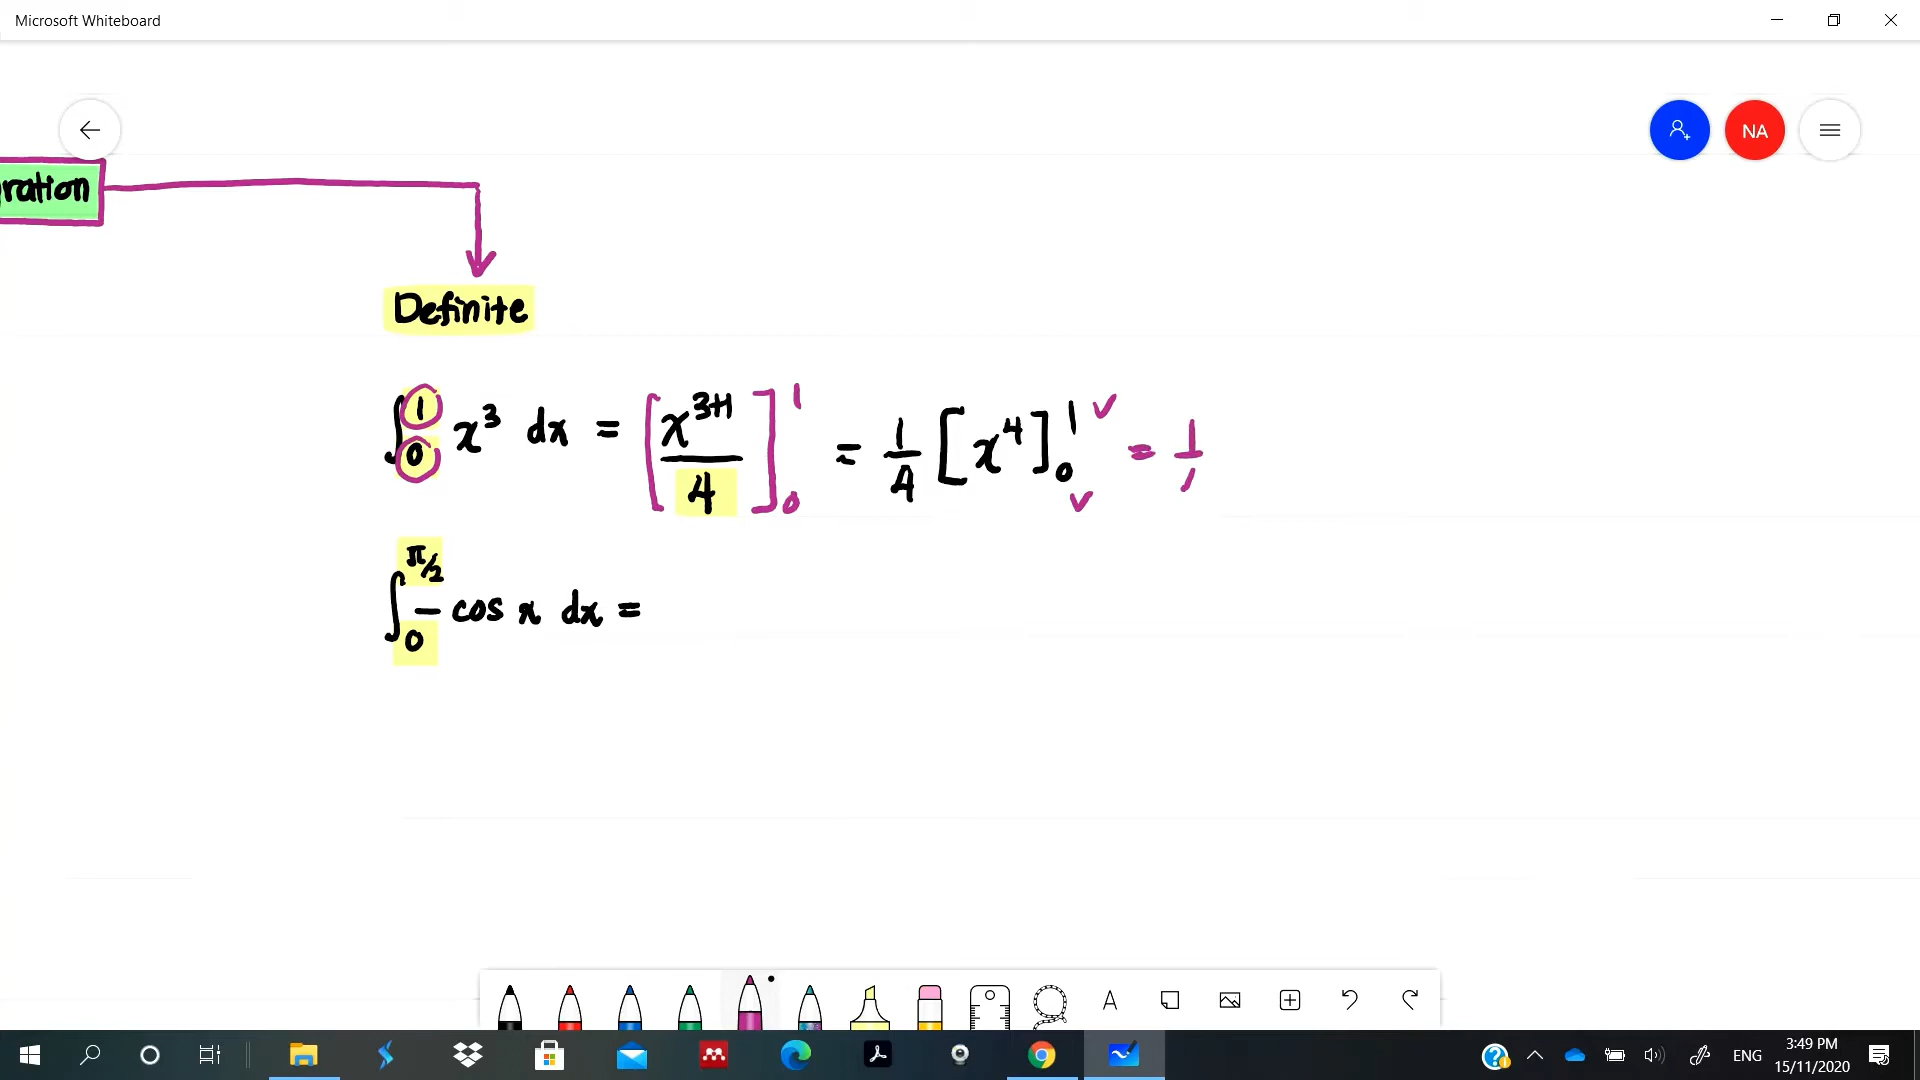 Microsoft Whiteboard
NA
ration
Definite
∫₀¹ x³ dx = [x³⁺¹/4]₀¹ = 1/4 [x⁴]₀¹ = 1/
∫₀^π/2 cos x dx =
A
ENG
3:49 PM
15/11/2020